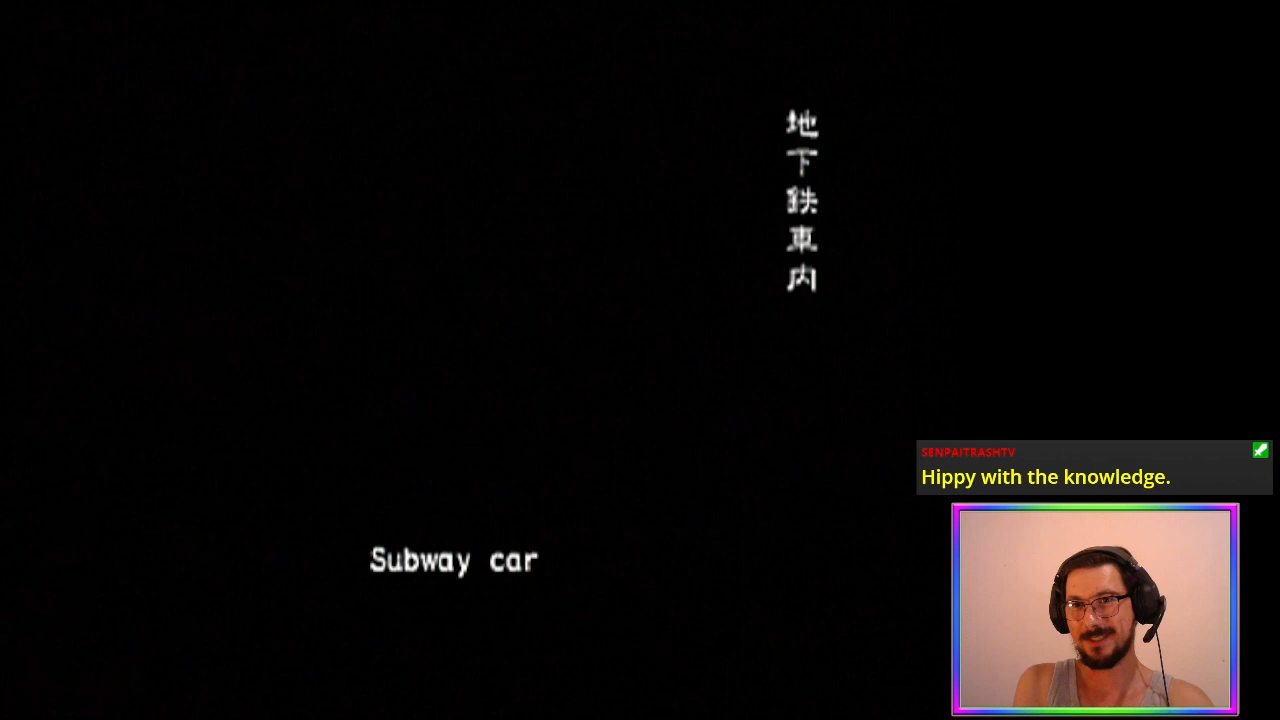 地下鉄車内
Subway car
SENPAITRASHTV
Hippy with the knowledge.